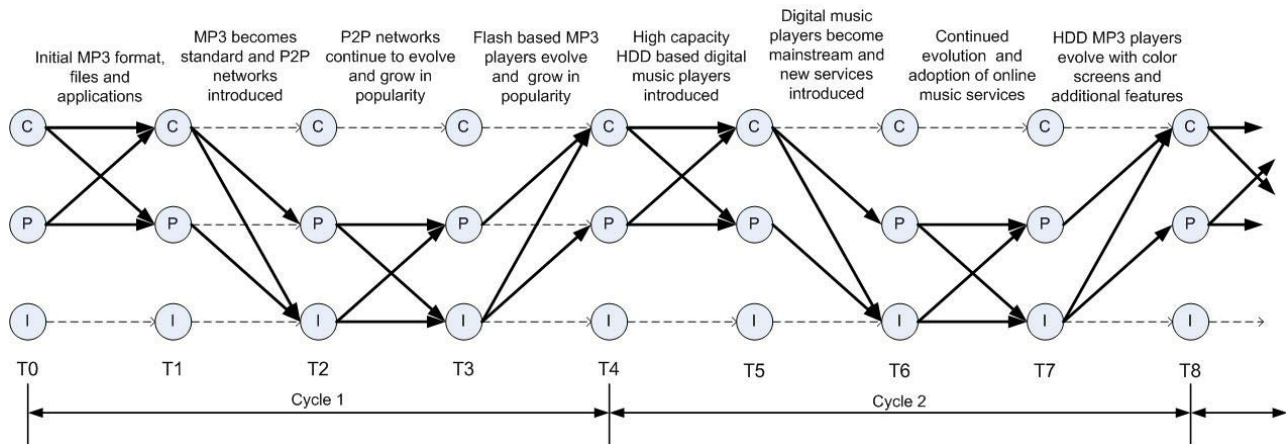 Initial MP3 format,
files and
applications
MP3 becomes
standard and P2P
networks
introduced
P2P networks
continue to evolve
and grow in
popularity
Flash based MP3
players evolve
and grow in
popularity
High capacity
HDD based digital
music players
introduced
Digital music
players become
mainstream and
new services
introduced
Continued
evolution and
adoption of online
music services
HDD MP3 players
evolve with color
screens and
additional features
C C C C C C C C C
P P P P P P P P P
I I I I I I I I I
T0 T1 T2 T3 T4 T5 T6 T7 T8
Cycle 1 Cycle 2